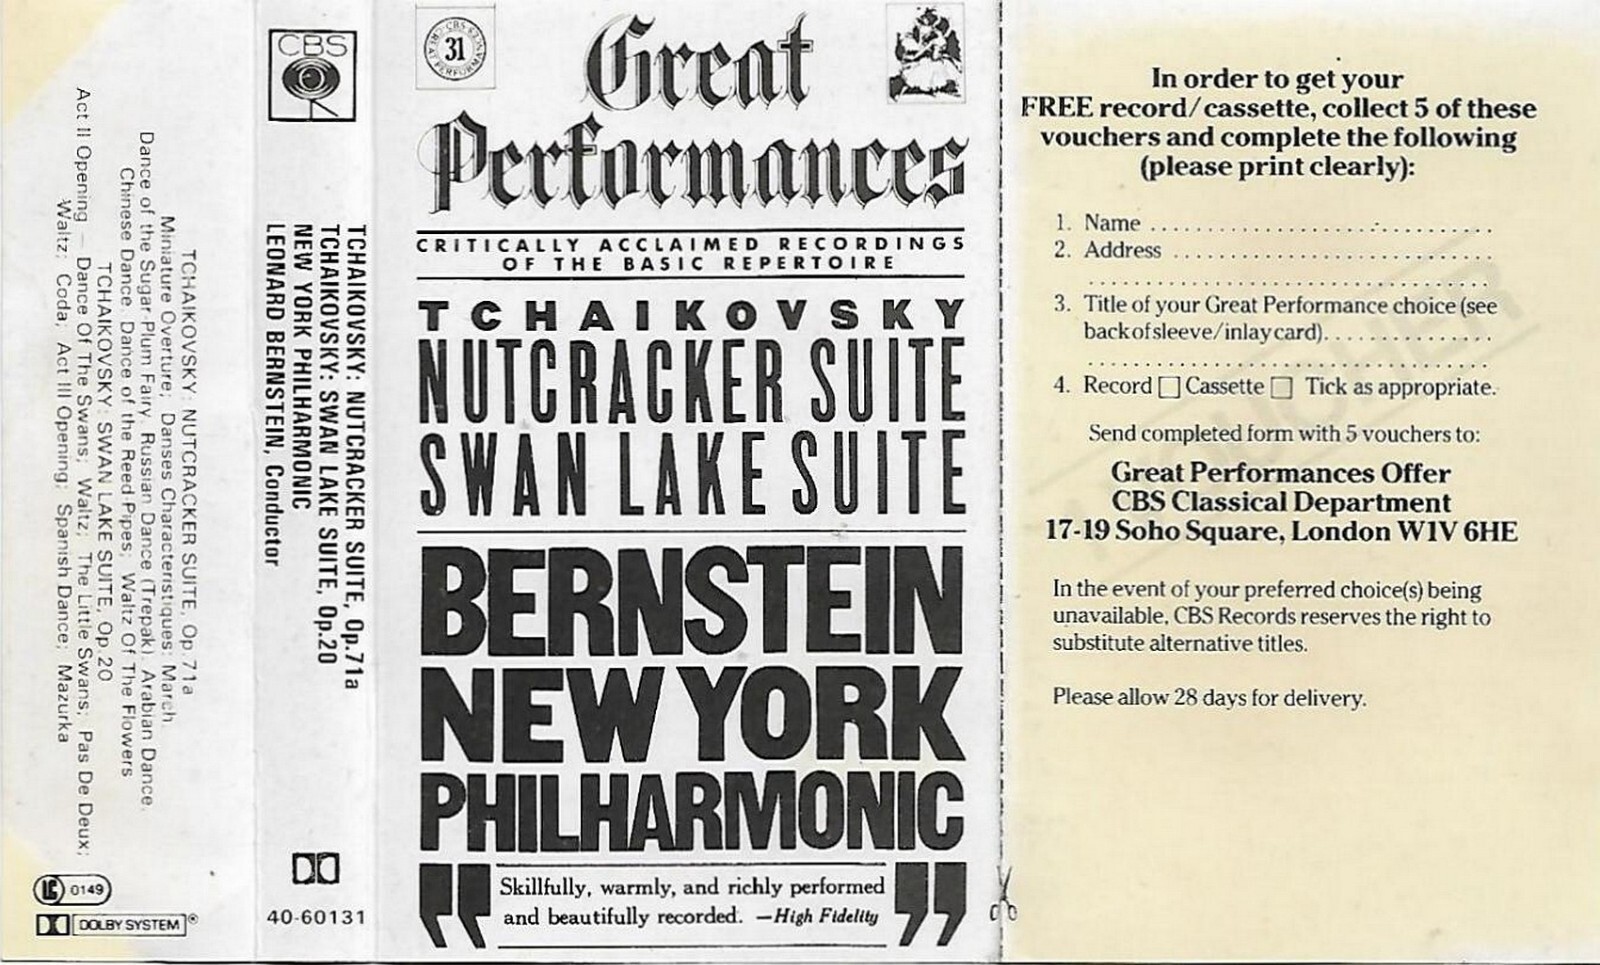 TCHAIKOVSKY: NUTCRACKER SUITE, Op.71a
Miniature Overture; Danses Characteristiques: March
Dance of the Sugar-Plum Fairy, Russian Dance (Trepak), Arabian Dance
Chinese Dance, Dance of the Reed-Pipes; Waltz Of The Flowers
TCHAIKOVSKY: SWAN LAKE SUITE, Op.20
Act II Opening – Dance Of The Swans; Waltz; The Little Swans; Pas De Deux;
Waltz; Coda; Act III Opening; Spanish Dance; Mazurka
LC 0149
DOLBY SYSTEM®
CBS
TCHAIKOVSKY: NUTCRACKER SUITE, Op.71a
TCHAIKOVSKY: SWAN LAKE SUITE, Op.20
NEW YORK PHILHARMONIC
LEONARD BERNSTEIN, Conductor
40-60131
31
CBS GREAT PERFORMANCES
Great
Performances
CRITICALLY ACCLAIMED RECORDINGS
OF THE BASIC REPERTOIRE
TCHAIKOVSKY
NUTCRACKER SUITE
SWAN LAKE SUITE
BERNSTEIN
NEW YORK
PHILHARMONIC
"Skillfully, warmly, and richly performed
and beautifully recorded. —High Fidelity"
In order to get your
FREE record/cassette, collect 5 of these
vouchers and complete the following
(please print clearly):
1. Name ........................................
2. Address ........................................
........................................
3. Title of your Great Performance choice (see
back of sleeve/inlay card)....................
........................................
4. Record □ Cassette □ Tick as appropriate.
Send completed form with 5 vouchers to:
Great Performances Offer
CBS Classical Department
17-19 Soho Square, London W1V 6HE
In the event of your preferred choice(s) being
unavailable, CBS Records reserves the right to
substitute alternative titles.
Please allow 28 days for delivery.
VOUCHER